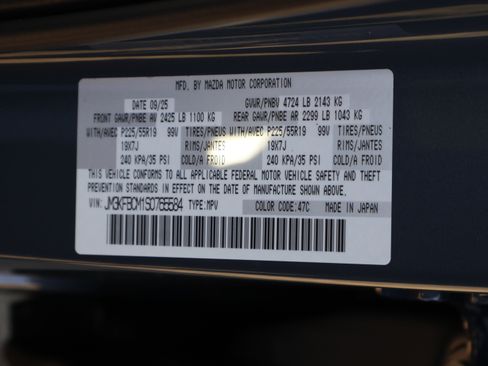 MFD. BY MAZDA MOTOR CORPORATION
DATE 09/25 GVWR/PNBV 4724 LB 2143 KG
FRONT GAWR/PNBE AV 2425 LB 1100 KG REAR GAWR/PNBE AR 2299 LB 1043 KG
WITH/AVEC P225/55R19 99V TIRES/PNEUS WITH/AVEC P225/55R19 99V TIRES/PNEUS
19X7J RIMS/JANTES 19X7J RIMS/JANTES
240 KPA/35 PSI COLD/A FROID 240 KPA/35 PSI COLD/A FROID
THIS VEHICLE CONFORMS TO ALL APPLICABLE FEDERAL MOTOR VEHICLE SAFETY AND THEFT
PREVENTION STANDARDS IN EFFECT ON THE DATE OF MANUFACTURE SHOWN ABOVE.
VIN: JM3KFBCM1S0765584 TYPE:MPV COLOR CODE:47C MADE IN JAPAN